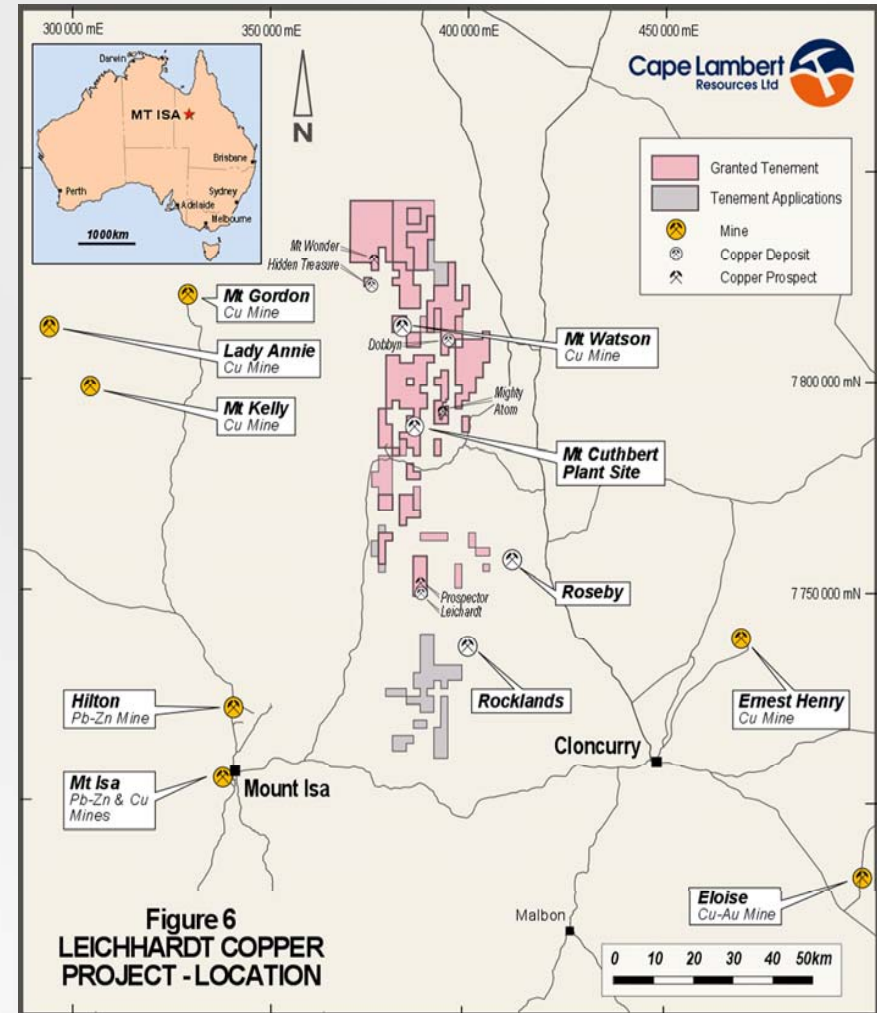 300 000 mE
350 000 mE
400 000 mE
450 000 mE
Darwin
MT ISA
Brisbane
Perth
Sydney
Adelaide
Melbourne
1000km
N
Cape Lambert
Resources Ltd
Granted Tenement
Tenement Applications
Mine
Copper Deposit
Copper Prospect
Mt Wonder
Hidden Treasure
Mt Gordon
Cu Mine
Lady Annie
Cu Mine
Mt Kelly
Cu Mine
Dobbyn
Mt Watson
Cu Mine
7 800 000 mN
Mighty
Atom
Mt Cuthbert
Plant Site
Roseby
7 750 000 mN
Prospector
Leichardt
Rocklands
Ernest Henry
Cu Mine
Hilton
Pb-Zn Mine
Cloncurry
Mt Isa
Pb-Zn & Cu
Mines
Mount Isa
Eloise
Cu-Au Mine
Malbon
Figure 6
LEICHHARDT COPPER
PROJECT - LOCATION
0 10 20 30 40 50km